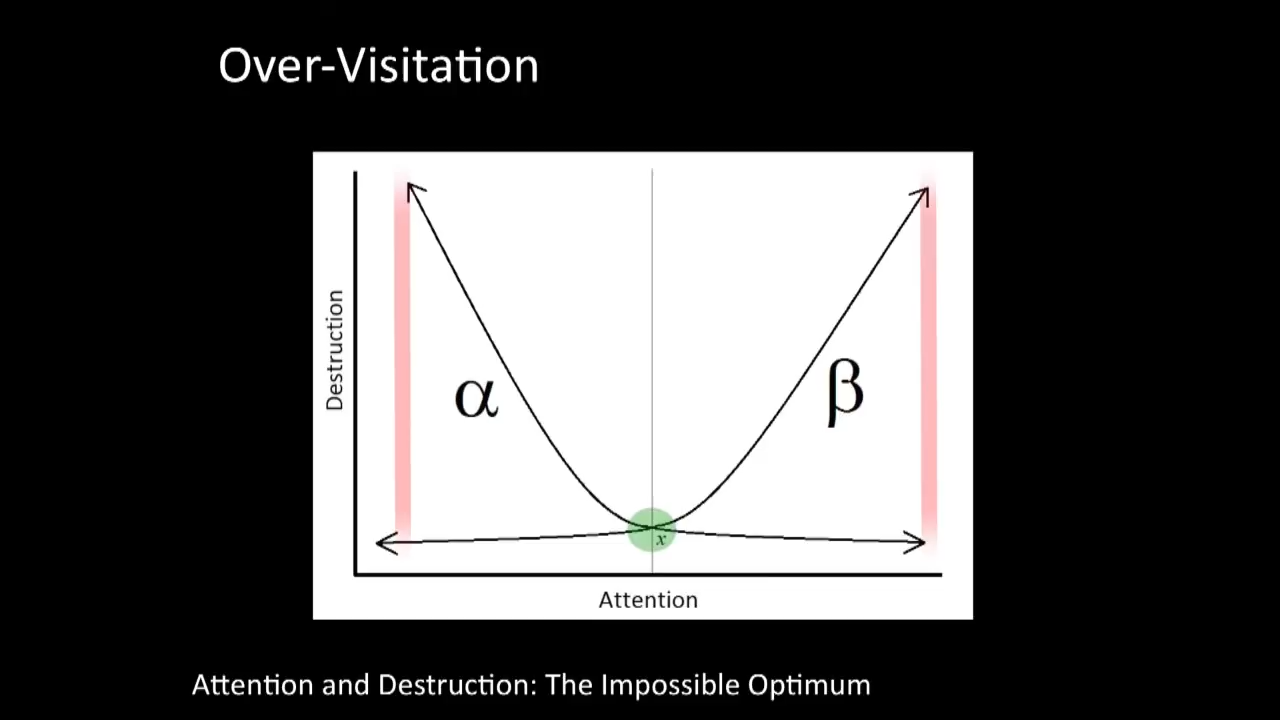 Over-Visitation
Destruction
α
β
x
Attention
Attention and Destruction: The Impossible Optimum